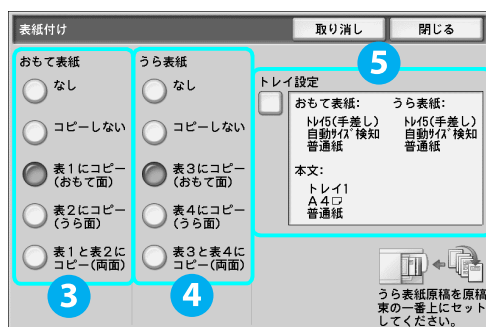 表紙付け
取り消し
閉じる
おもて表紙
なし
コピーしない
表1にコピー
(おもて面)
表2にコピー
(うら面)
表1と表2に
コピー(両面)
3
うら表紙
なし
コピーしない
表3にコピー
(おもて面)
表4にコピー
(うら面)
表3と表4に
コピー(両面)
4
5
トレイ設定
おもて表紙:
トレイ5(手差し)
自動サイズ検知
普通紙
うら表紙:
トレイ5(手差し)
自動サイズ検知
普通紙
本文:
トレイ1
A4
普通紙
うら表紙原稿を原稿
束の一番上にセット
してください。